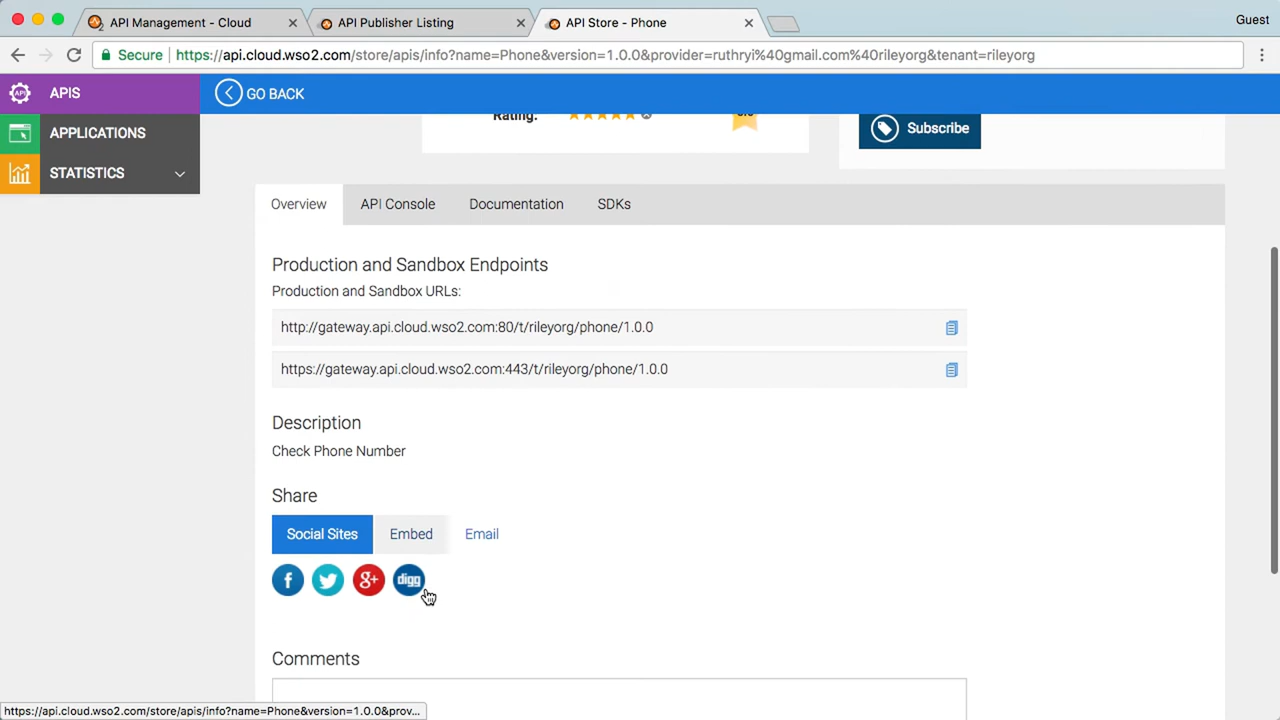 API Management - Cloud
API Publisher Listing
API Store - Phone
Guest
Secure
https://api.cloud.wso2.com/store/apis/info?name=Phone&version=1.0.0&provider=ruthryi%40gmail.com%40rileyorg&tenant=rileyorg
API
APIS
GO BACK
APPLICATIONS
STATISTICS
Rating:
Subscribe
Overview
API Console
Documentation
SDKs
Production and Sandbox Endpoints
Production and Sandbox URLs:
http://gateway.api.cloud.wso2.com:80/t/rileyorg/phone/1.0.0
https://gateway.api.cloud.wso2.com:443/t/rileyorg/phone/1.0.0
Description
Check Phone Number
Share
Social Sites
Embed
Email
f
g+
digg
Comments
https://api.cloud.wso2.com/store/apis/info?name=Phone&version=1.0.0&prov...